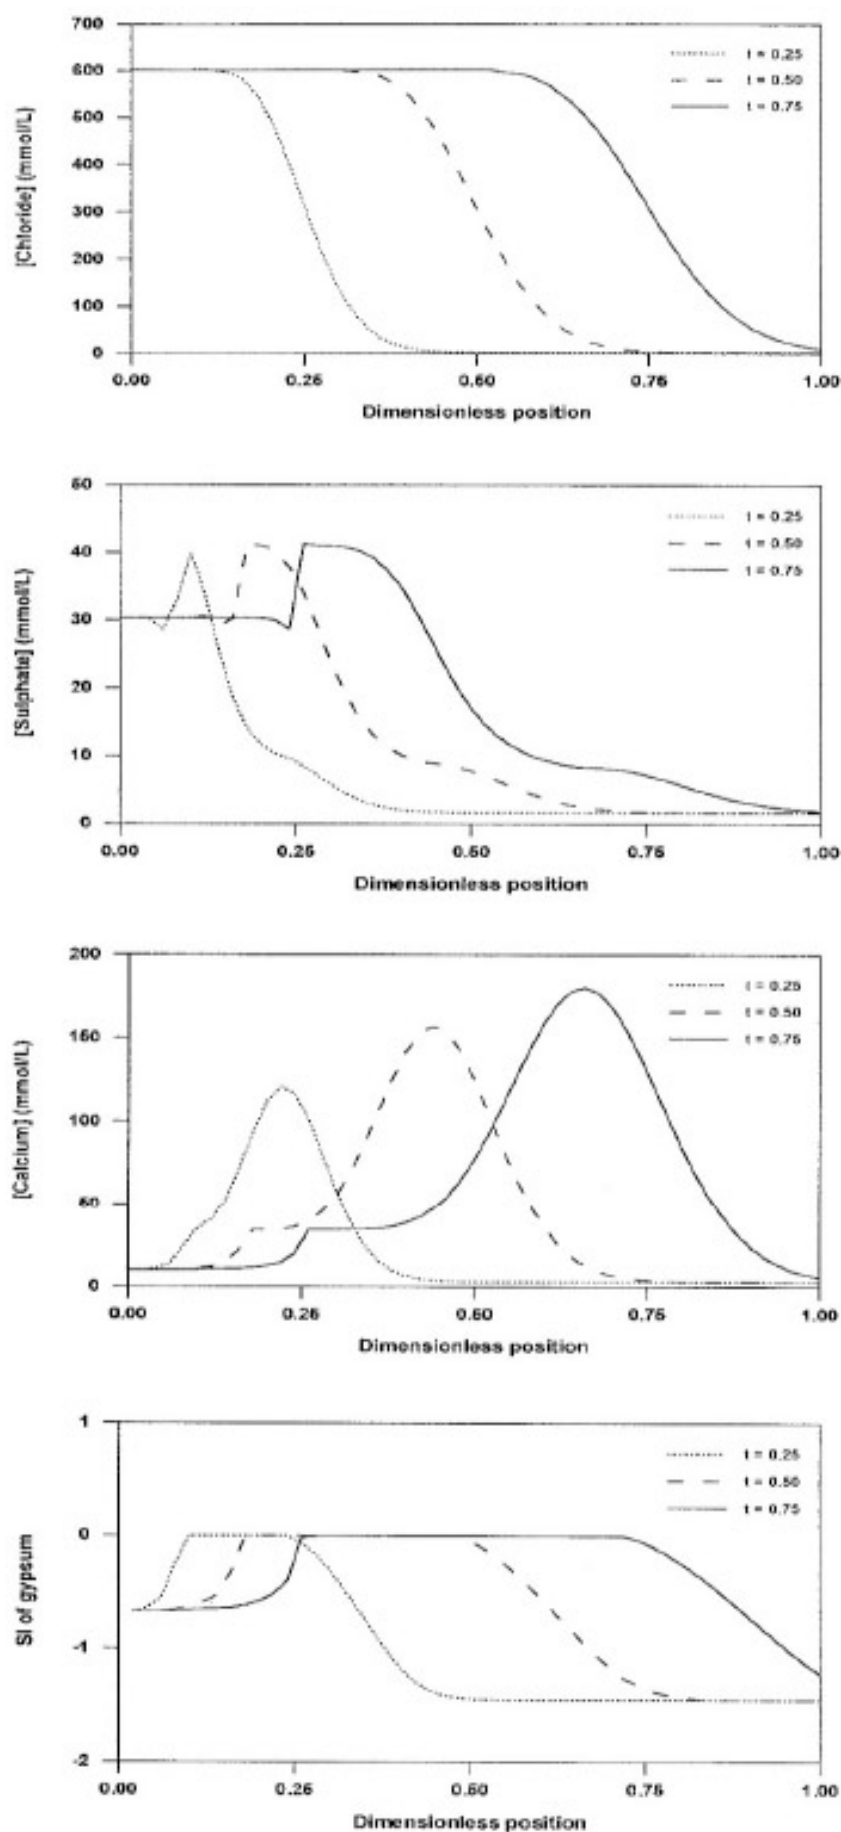 700
600
500
400
300
200
100
0
[Chloride] (mmol/L)
t = 0.25
t = 0.50
t = 0.75
0.00 0.25 0.50 0.75 1.00
Dimensionless position
50
40
30
20
10
0
[Sulphate] (mmol/L)
t = 0.25
t = 0.50
t = 0.75
0.00 0.25 0.50 0.75 1.00
Dimensionless position
200
150
100
50
0
[Calcium] (mmol/L)
t = 0.25
t = 0.50
t = 0.75
0.00 0.25 0.50 0.75 1.00
Dimensionless position
1
0
-1
-2
SI of gypsum
t = 0.25
t = 0.50
t = 0.75
0.00 0.25 0.50 0.75 1.00
Dimensionless position